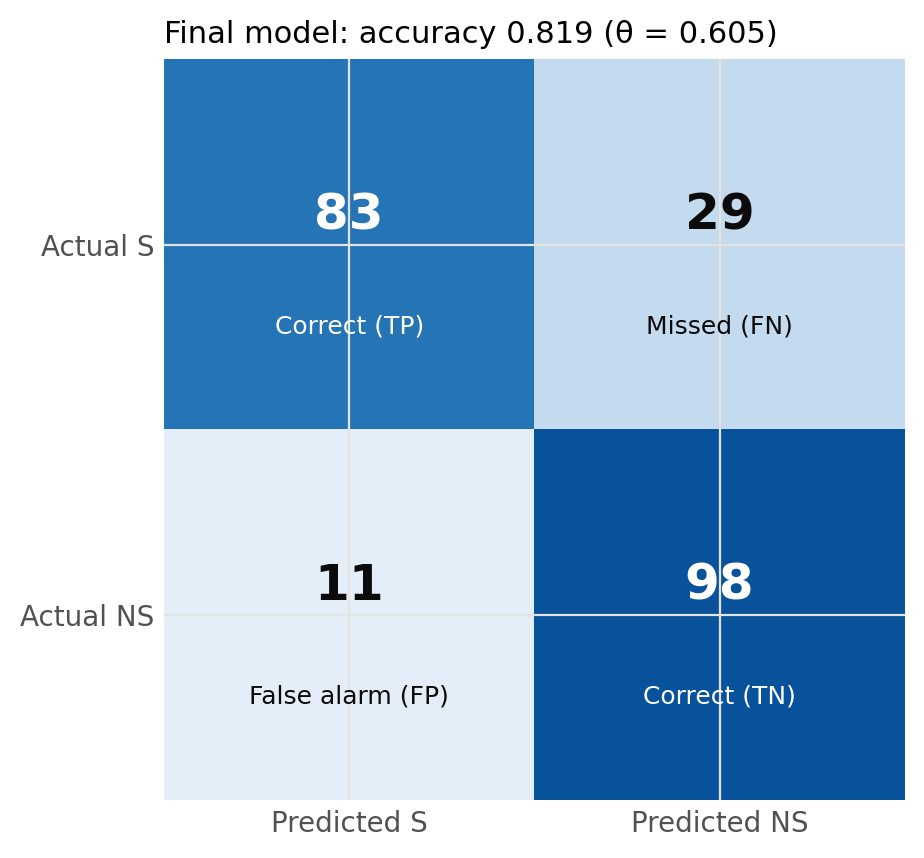 Final model: accuracy 0.819 (θ = 0.605)
83
29
Actual S
Correct (TP)
Missed (FN)
11
98
Actual NS
False alarm (FP)
Correct (TN)
Predicted S
Predicted NS